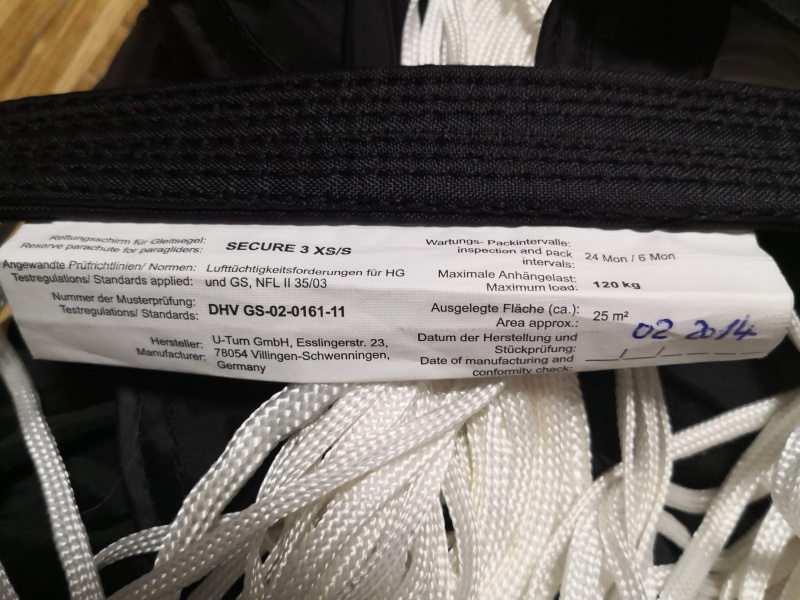 Rettungsschirm für Gleitsegel:
Reserve parachute for paragliders:
SECURE 3 XS/S
Angewandte Prüfrichtlinien/ Normen:
Testregulations/ Standards applied:
Lufttüchtigkeitsforderungen für HG
und GS, NFL II 35/03
Nummer der Musterprüfung:
Testregulations/ Standards:
DHV GS-02-0161-11
Hersteller:
Manufacturer:
U-Turn GmbH, Esslingerstr. 23,
78054 Villingen-Schwenningen,
Germany
Wartungs- Packintervalle:
inspection and pack
intervals:
24 Mon / 6 Mon
Maximale Anhängelast:
Maximum load:
120 kg
Ausgelegte Fläche (ca.):
Area approx.:
25 m²
Datum der Herstellung und
Stückprüfung:
Date of manufacturing and
conformity check:
02 2014
__/__/____